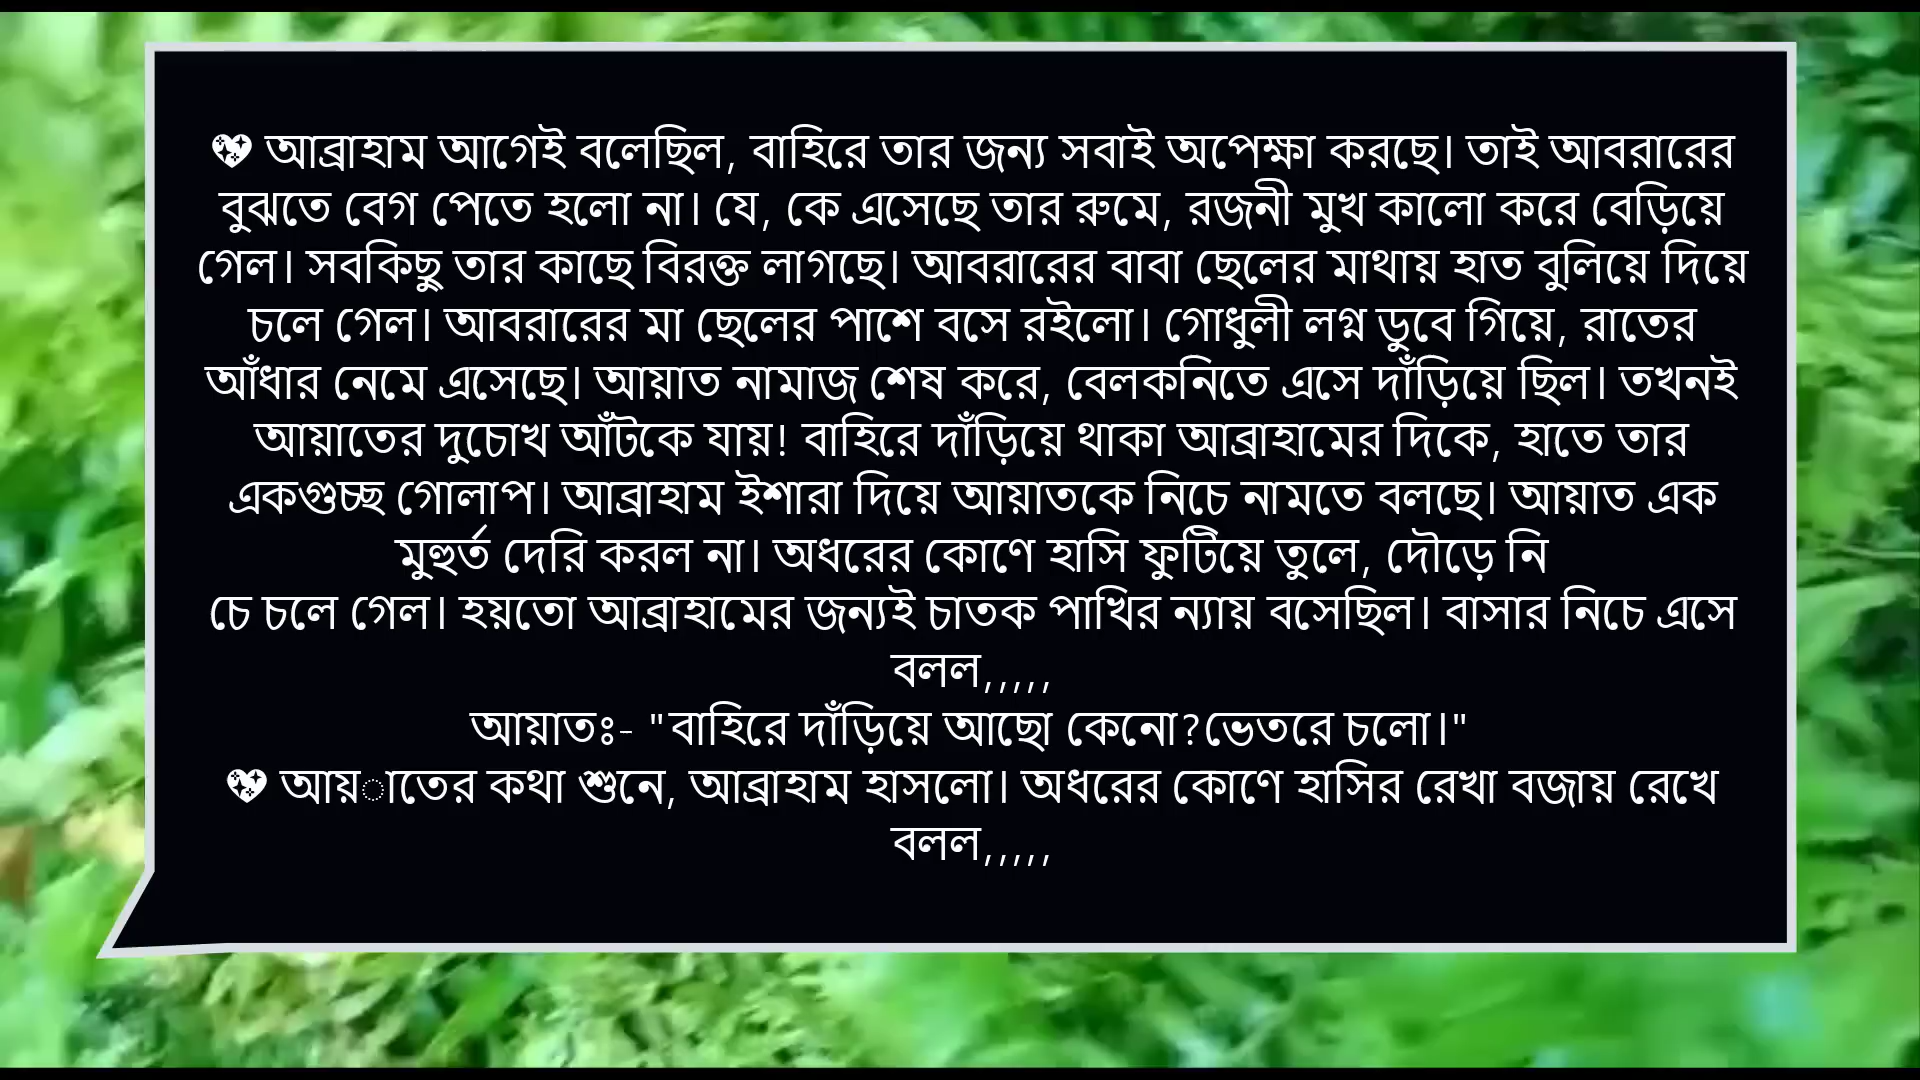 💖 আব্রাহাম আগেই বলেছিল, বাহিরে তার জন্য সবাই অপেক্ষা করছে। তাই আবরারের
বুঝতে বেগ পেতে হলো না। যে, কে এসেছে তার রুমে, রজনী মুখ কালো করে বেড়িয়ে
গেল। সবকিছু তার কাছে বিরক্ত লাগছে। আবরারের বাবা ছেলের মাথায় হাত বুলিয়ে দিয়ে
চলে গেল। আবরারের মা ছেলের পাশে বসে রইলো। গোধুলী লগ্ন ডুবে গিয়ে, রাতের
আঁধার নেমে এসেছে। আয়াত নামাজ শেষ করে, বেলকনিতে এসে দাঁড়িয়ে ছিল। তখনই
আয়াতের দুচোখ আঁটকে যায়! বাহিরে দাঁড়িয়ে থাকা আব্রাহামের দিকে, হাতে তার
একগুচ্ছ গোলাপ। আব্রাহাম ইশারা দিয়ে আয়াতকে নিচে নামতে বলছে। আয়াত এক
মুহুর্ত দেরি করল না। অধরের কোণে হাসি ফুটিয়ে তুলে, দৌড়ে নি
চে চলে গেল। হয়তো আব্রাহামের জন্যই চাতক পাখির ন্যায় বসেছিল। বাসার নিচে এসে
বলল,,,,,
আয়াতঃ- "বাহিরে দাঁড়িয়ে আছো কেনো?ভেতরে চলো।"
💖 আয়াতের কথা শুনে, আব্রাহাম হাসলো। অধরের কোণে হাসির রেখা বজায় রেখে
বলল,,,,,